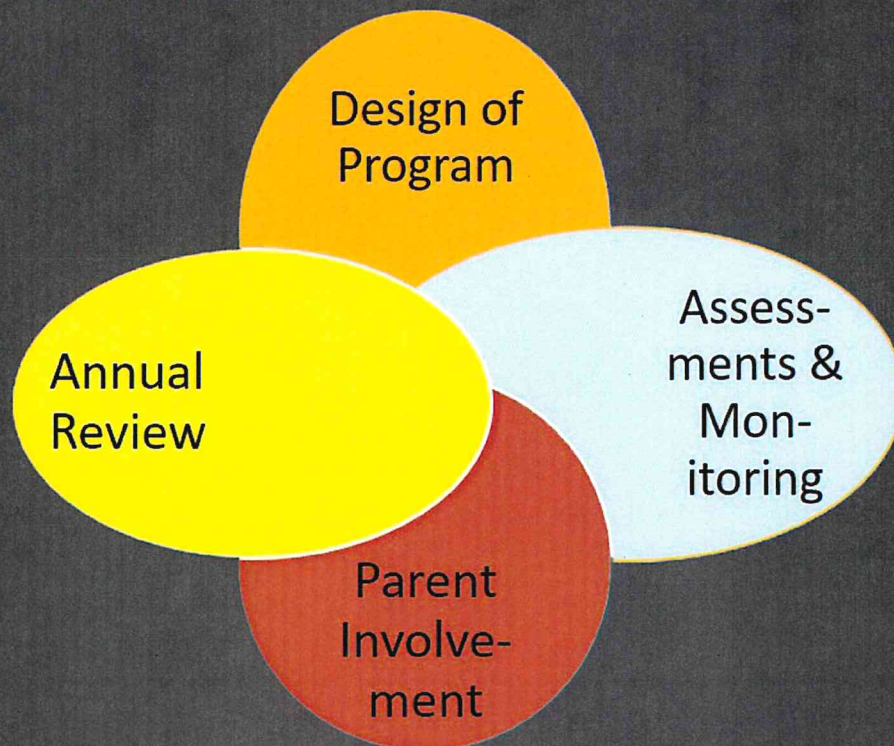 Design of
Program
Assess-
ments &
Mon-
itoring
Annual
Review
Parent
Involve-
ment